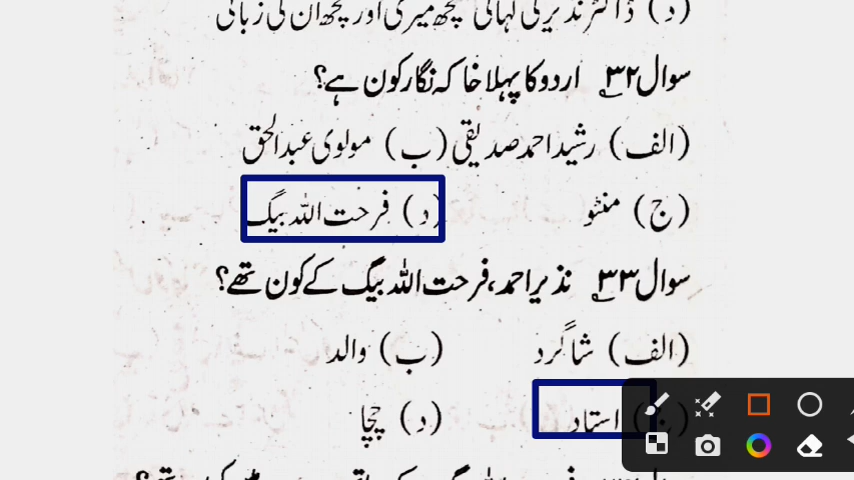 (د) ڈاکٹر نذیر کی کہانی کچھ میری اور کچھ ان کی زبانی
سوال ۳۲ اردو کا پہلا خاکہ نگار کون ہے؟
(الف) رشید احمد صدیقی (ب) مولوی عبدالحق
(ج) منٹو (د) فرحت اللہ بیگ
سوال ۳۳ نذیر احمد، فرحت اللہ بیگ کے کون تھے؟
(الف) شاگرد (ب) والد
(ج) استاد (د) چچا